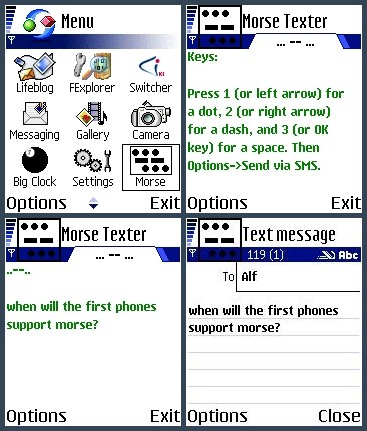 Menu
Lifeblog FExplorer Switcher
Messaging Gallery Camera
Big Clock Settings Morse
Options Exit
Morse Texter
... -- ...
Keys:
Press 1 (or left arrow) for
a dot, 2 (or right arrow)
for a dash, and 3 (or OK
key) for a space. Then
Options->Send via SMS.
Options Exit
Morse Texter
... -- ...
..--..
when will the first phones
support morse?
Options Exit
Text message
119 (1) Abc
To Alf
when will the first phones
support morse?
Options Close